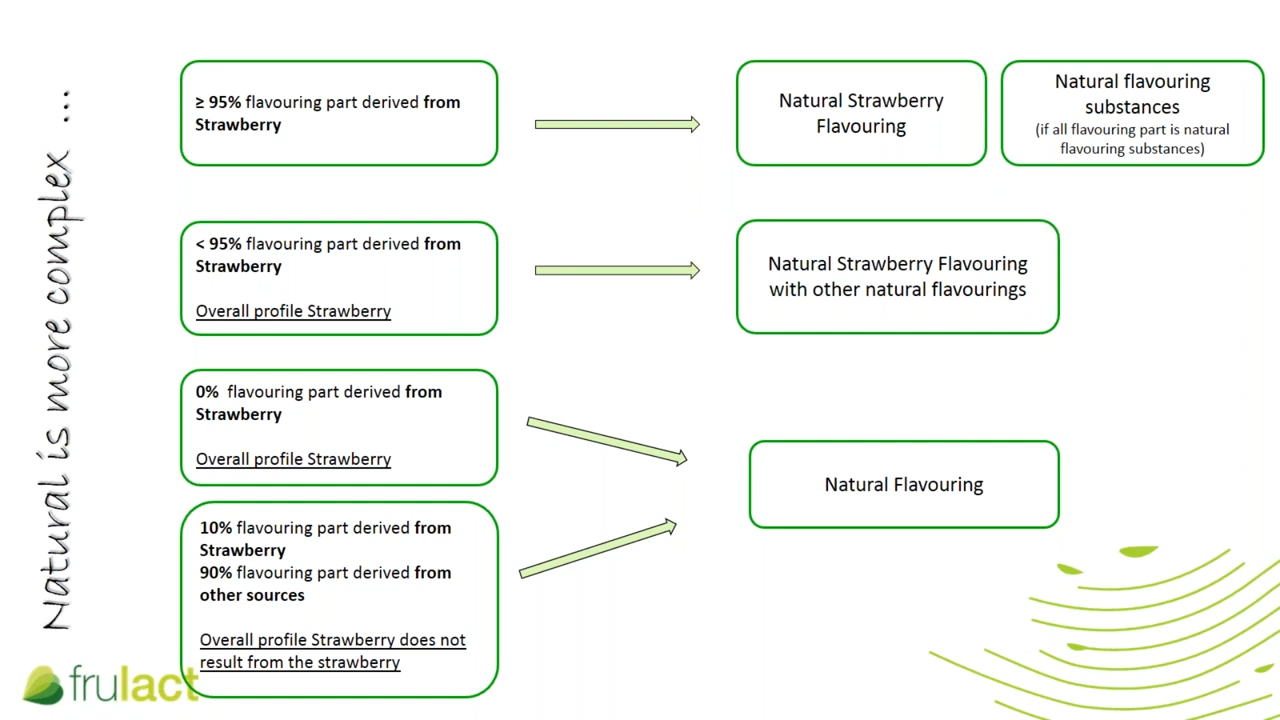 Natural is more complex ...
≥ 95% flavouring part derived from
Strawberry
Natural Strawberry
Flavouring
Natural flavouring
substances
(if all flavouring part is natural
flavouring substances)
< 95% flavouring part derived from
Strawberry
Overall profile Strawberry
Natural Strawberry Flavouring
with other natural flavourings
0% flavouring part derived from
Strawberry
Overall profile Strawberry
Natural Flavouring
10% flavouring part derived from
Strawberry
90% flavouring part derived from
other sources
Overall profile Strawberry does not
result from the strawberry
frulact